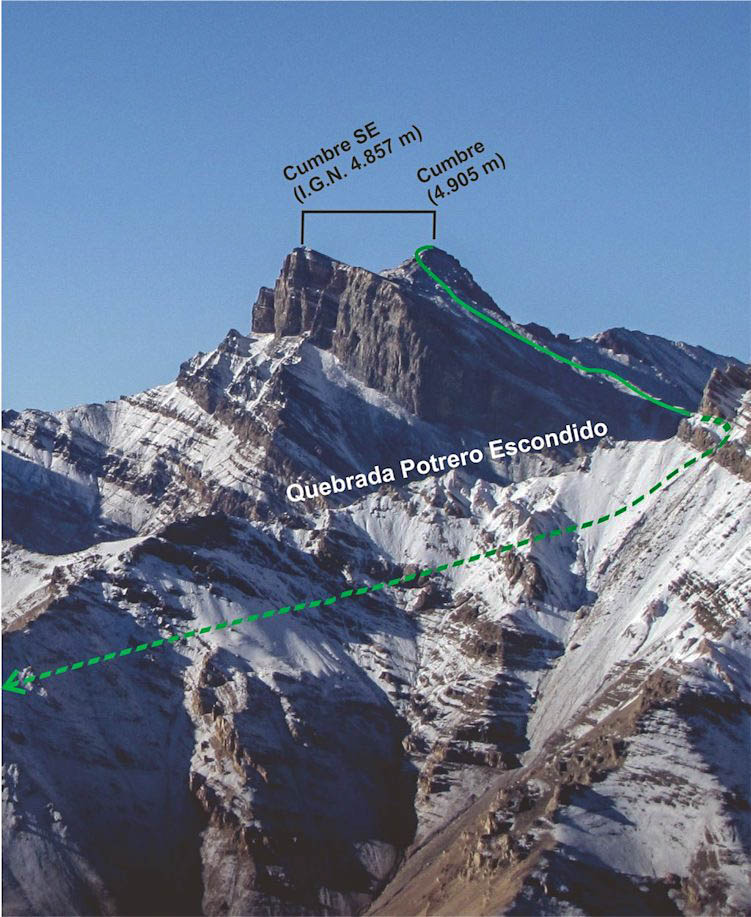 Cumbre SE
(I.G.N. 4.857 m)
Cumbre
(4.905 m)
Quebrada Potrero Escondido